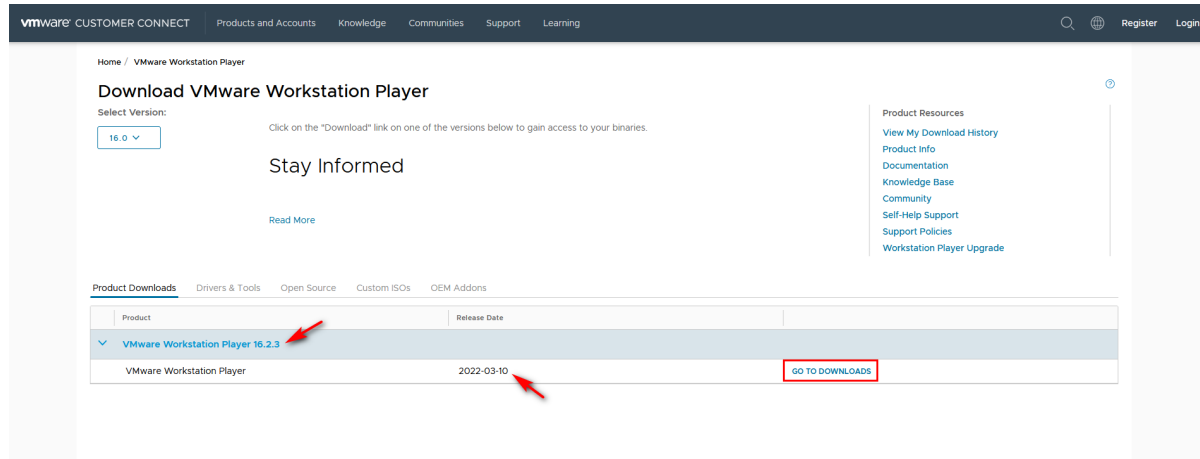 vmware® CUSTOMER CONNECT Products and Accounts Knowledge Communities Support Learning Register Login
Home / VMware Workstation Player
Download VMware Workstation Player
Select Version:
16.0
Click on the "Download" link on one of the versions below to gain access to your binaries.
Stay Informed
Read More
Product Resources
View My Download History
Product Info
Documentation
Knowledge Base
Community
Self-Help Support
Support Policies
Workstation Player Upgrade
Product Downloads Drivers & Tools Open Source Custom ISOs OEM Addons
Product Release Date
VMware Workstation Player 16.2.3
VMware Workstation Player 2022-03-10 GO TO DOWNLOADS